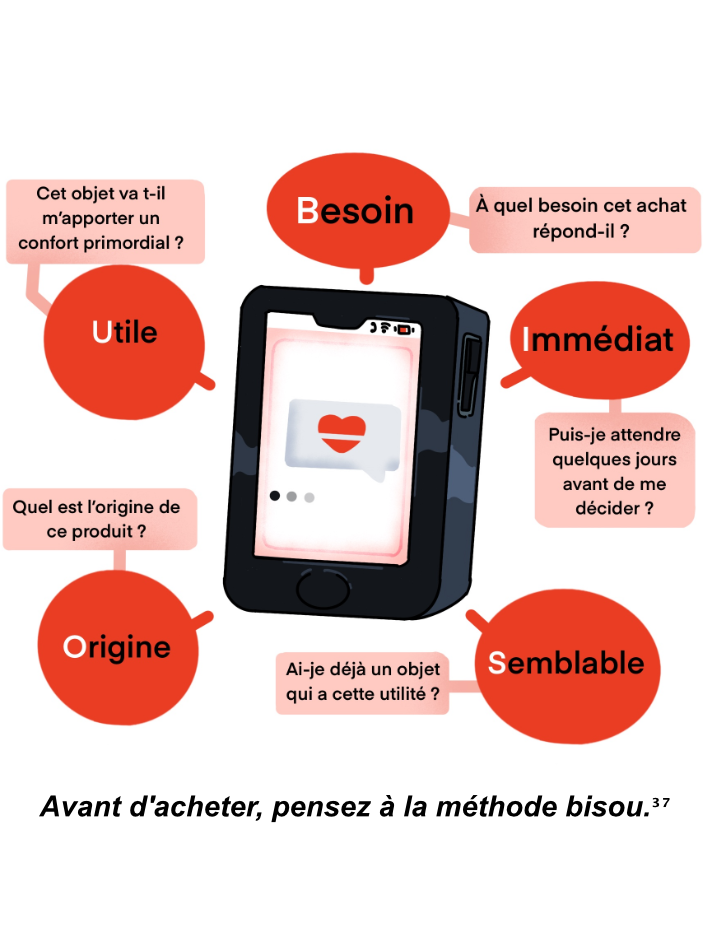 Besoin
À quel besoin cet achat
répond-il ?
Immédiat
Puis-je attendre
quelques jours
avant de me
décider ?
Semblable
Ai-je déjà un objet
qui a cette utilité ?
Origine
Quel est l'origine de
ce produit ?
Utile
Cet objet va t-il
m'apporter un
confort primordial ?
Avant d'acheter, pensez à la méthode bisou.³⁷